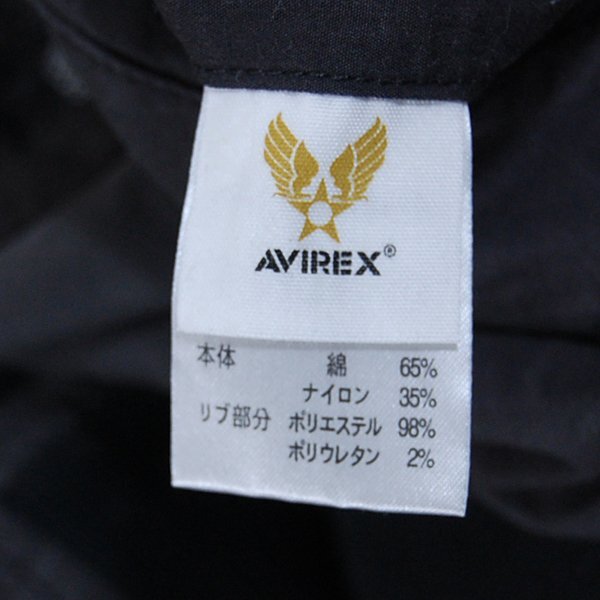 AVIREX®
本体 綿 65%
ナイロン 35%
リブ部分 ポリエステル 98%
ポリウレタン 2%